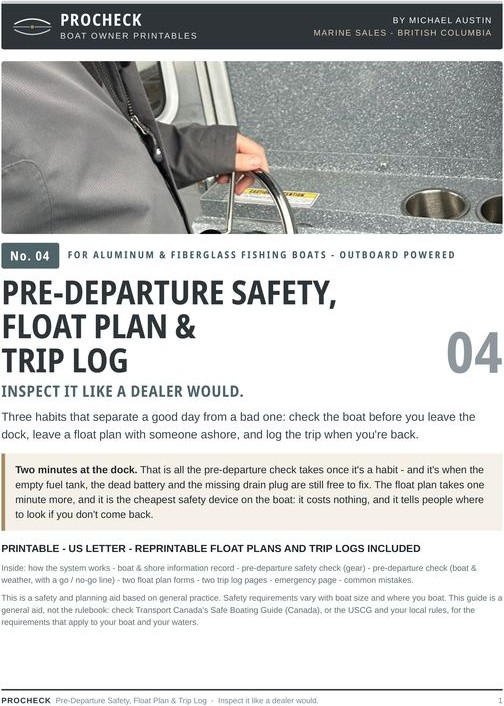 PROCHECK
BOAT OWNER PRINTABLES
BY MICHAEL AUSTIN
MARINE SALES - BRITISH COLUMBIA
CAUTION
No. 04
FOR ALUMINUM & FIBERGLASS FISHING BOATS - OUTBOARD POWERED
PRE-DEPARTURE SAFETY,
FLOAT PLAN &
TRIP LOG
04
INSPECT IT LIKE A DEALER WOULD.
Three habits that separate a good day from a bad one: check the boat before you leave the
dock, leave a float plan with someone ashore, and log the trip when you're back.
Two minutes at the dock. That is all the pre-departure check takes once it's a habit - and it's when the
empty fuel tank, the dead battery and the missing drain plug are still free to fix. The float plan takes one
minute more, and it is the cheapest safety device on the boat: it costs nothing, and it tells people where
to look if you don't come back.
PRINTABLE - US LETTER - REPRINTABLE FLOAT PLANS AND TRIP LOGS INCLUDED
Inside: how the system works - boat & shore information record - pre-departure safety check (gear) - pre-departure check (boat &
weather, with a go / no-go line) - two float plan forms - two trip log pages - emergency page - common mistakes.
This is a safety and planning aid based on general practice. Safety requirements vary with boat size and where you boat. This guide is a
general aid, not the rulebook: check Transport Canada's Safe Boating Guide (Canada), or the USCG and your local rules, for the
requirements that apply to your boat and your waters.
PROCHECK Pre-Departure Safety, Float Plan & Trip Log - Inspect it like a dealer would.
1